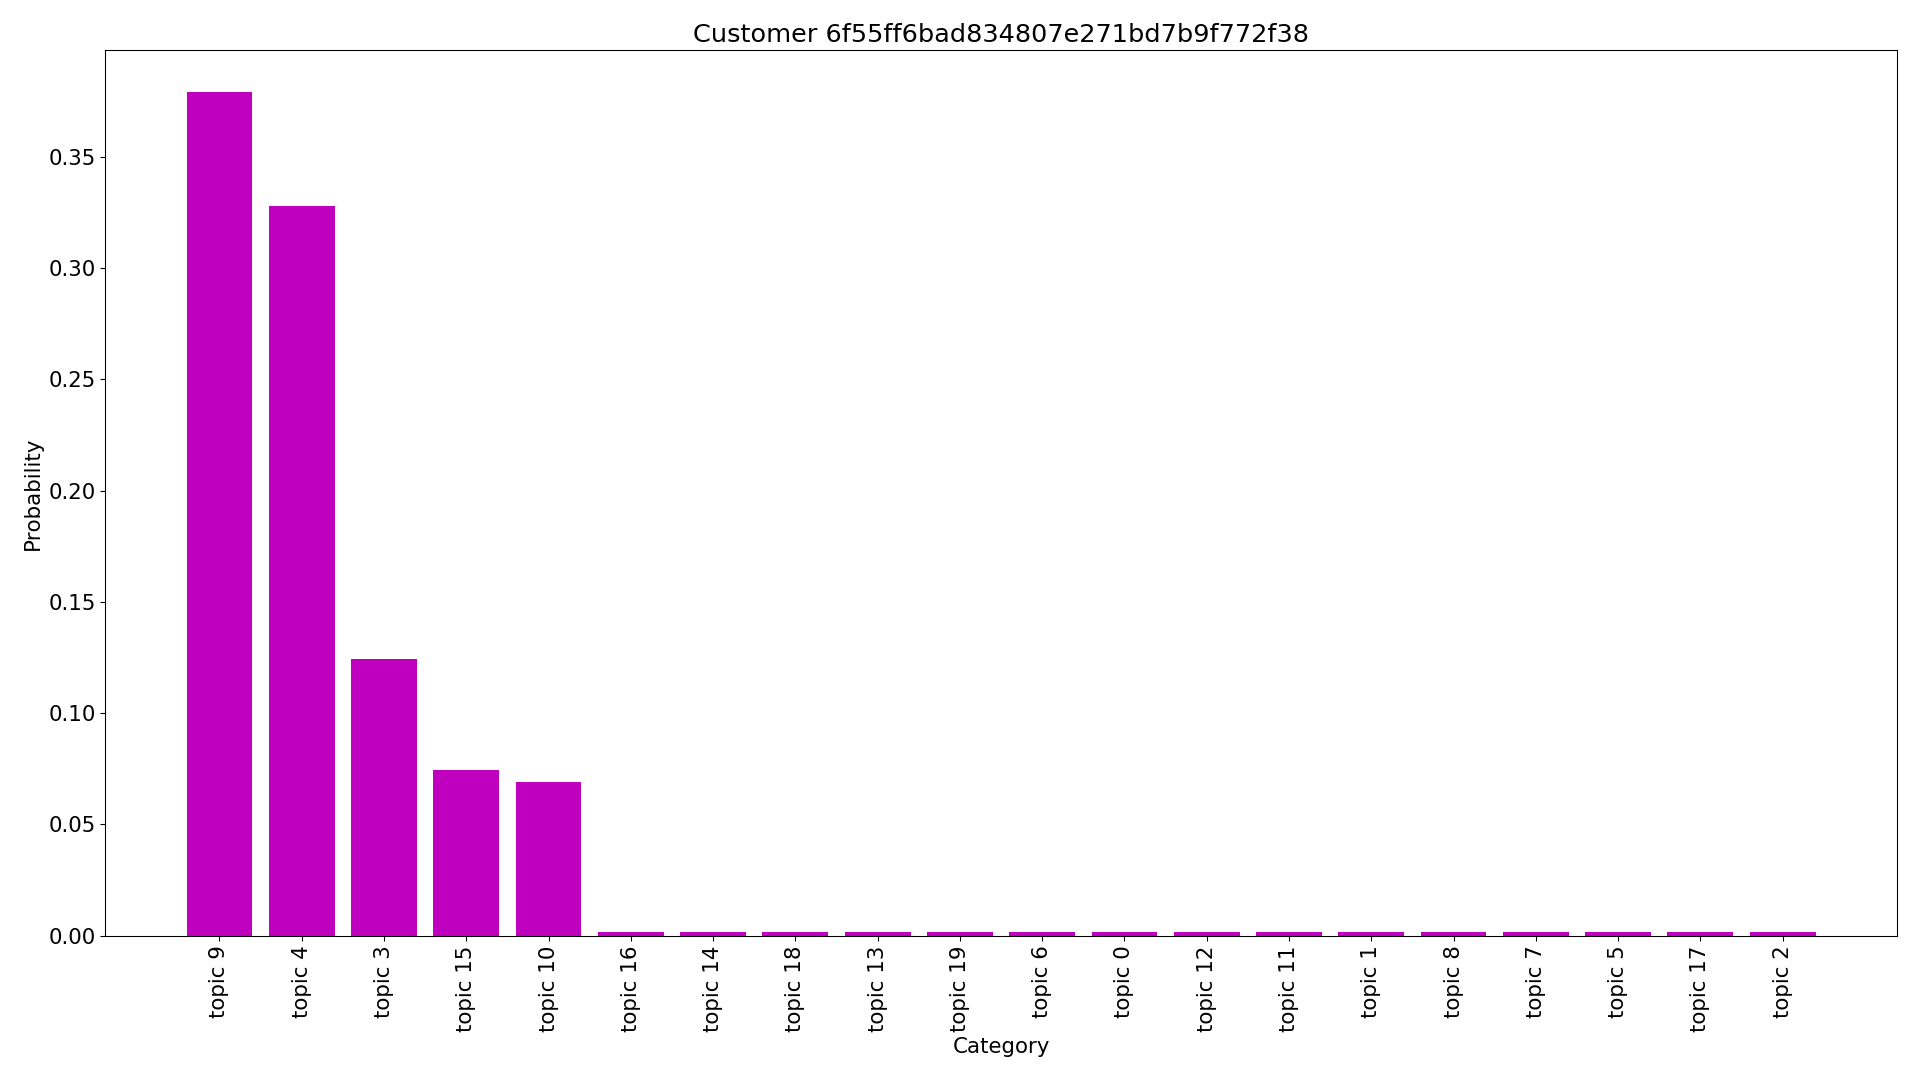 Customer 6f55ff6bad834807e271bd7b9f772f38
Probability
0.35
0.30
0.25
0.20
0.15
0.10
0.05
0.00
topic 9
topic 4
topic 3
topic 15
topic 10
topic 16
topic 14
topic 18
topic 13
topic 19
topic 6
topic 0
topic 12
topic 11
topic 1
topic 8
topic 7
topic 5
topic 17
topic 2
Category